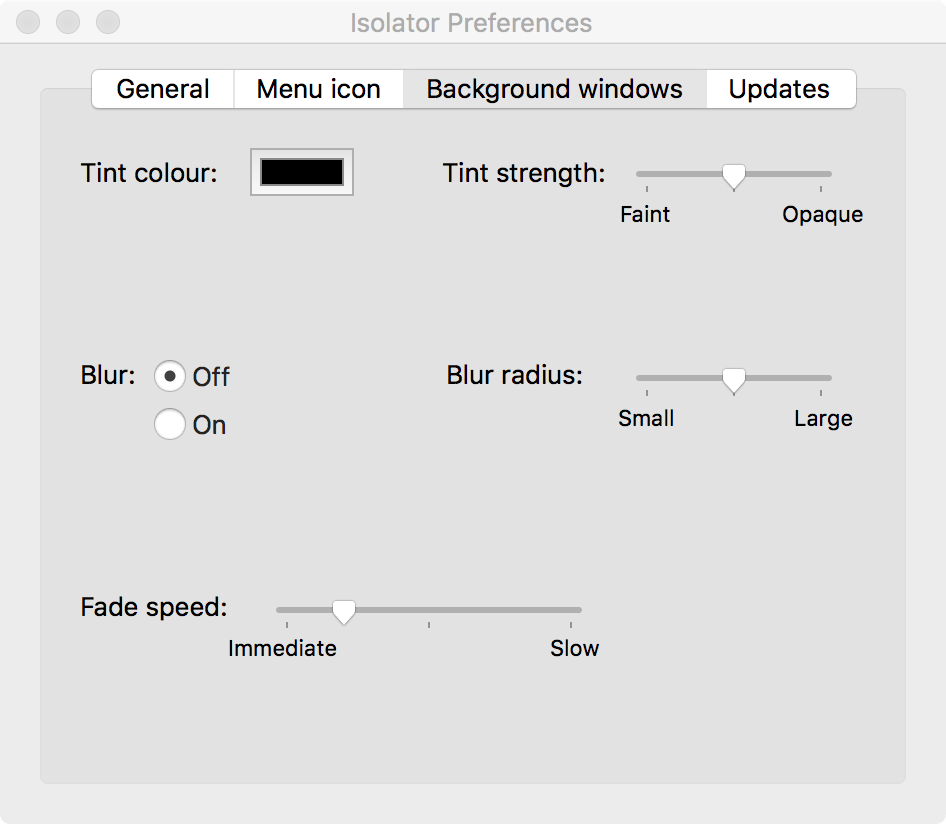 Isolator Preferences
General Menu icon Background windows Updates
Tint colour: Tint strength:
Faint Opaque
Blur: Off Blur radius:
On
Small Large
Fade speed:
Immediate Slow